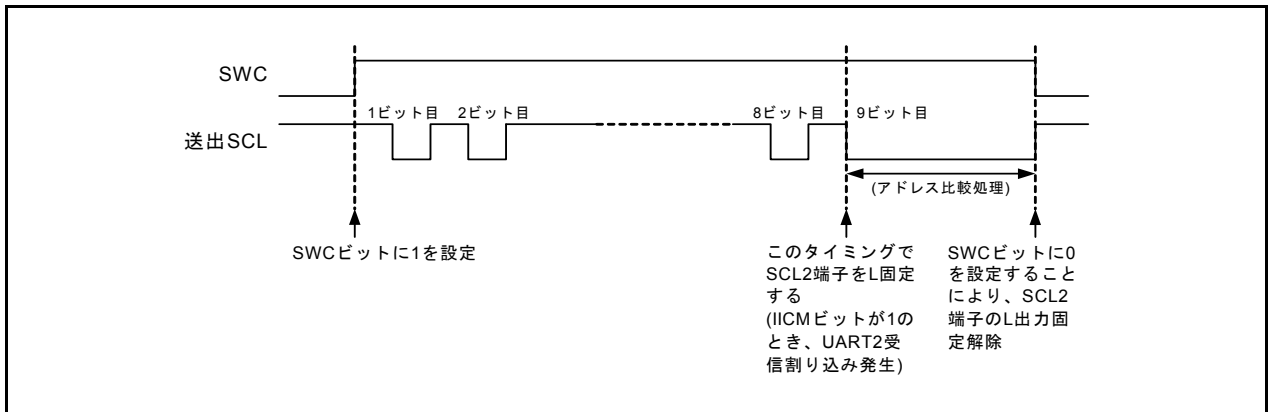 SWC
1ビット目 2ビット目 8ビット目 9ビット目
送出SCL
(アドレス比較処理)
SWCビットに1を設定
このタイミングで
SCL2端子をL固定
する
(IICMビットが1の
とき、UART2受
信割り込み発生)
SWCビットに0
を設定すること
により、SCL2
端子のL出力固
定解除